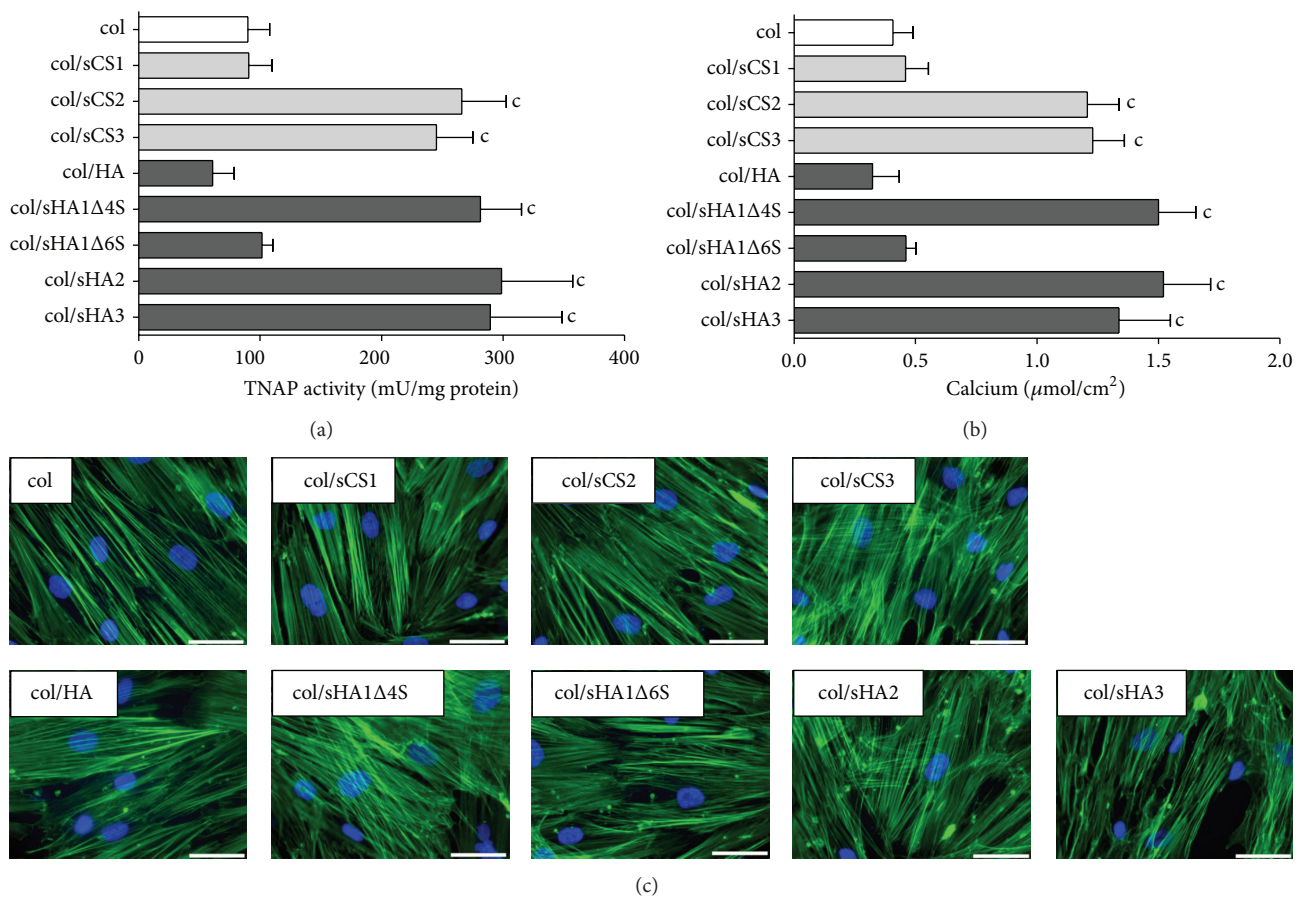 col
col/sCS1
col/sCS2
c
col/sCS3
c
col/HA
col/sHA1Δ4S
c
col/sHA1Δ6S
col/sHA2
c
col/sHA3
c
0
100
200
300
400
TNAP activity (mU/mg protein)
(a)
col
col/sCS1
col/sCS2
c
col/sCS3
c
col/HA
col/sHA1Δ4S
c
col/sHA1Δ6S
col/sHA2
c
col/sHA3
c
0.0
0.5
1.0
1.5
2.0
Calcium (μmol/cm²)
(b)
col
col/sCS1
col/sCS2
col/sCS3
col/HA
col/sHA1Δ4S
col/sHA1Δ6S
col/sHA2
col/sHA3
(c)